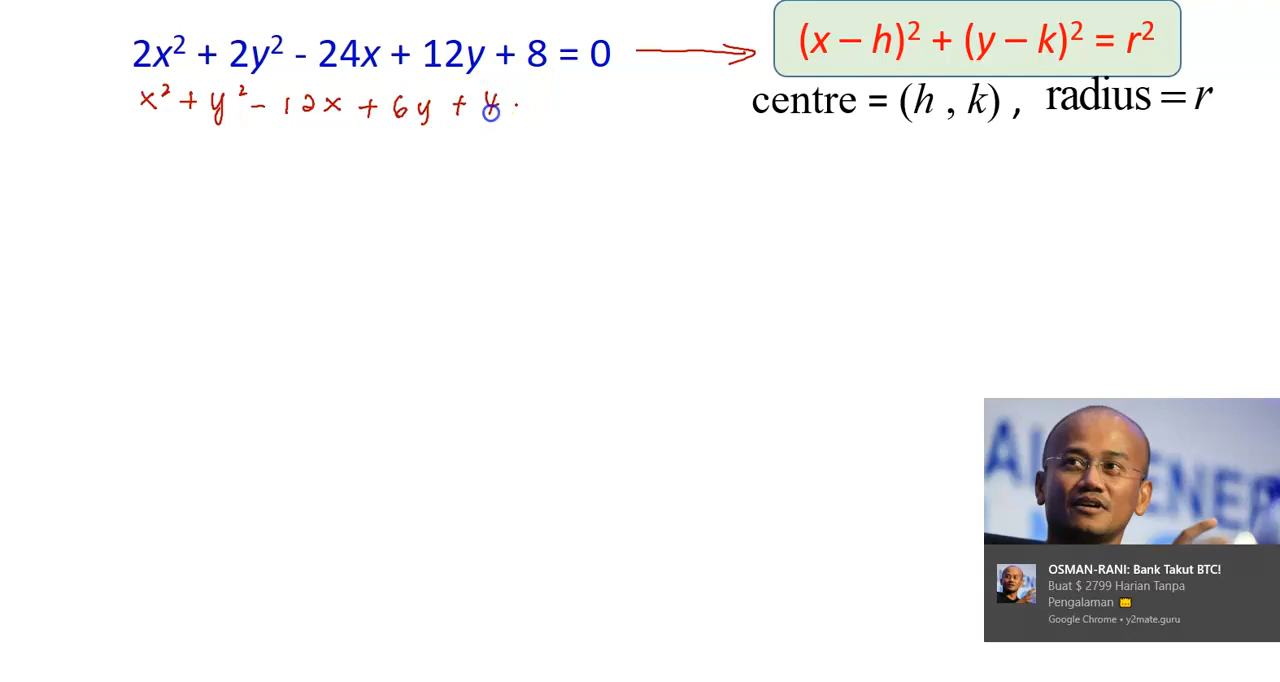 2x² + 2y² - 24x + 12y + 8 = 0
(x – h)² + (y – k)² = r²
x² + y² - 12x + 6y + 4
centre = (h , k) , radius = r
OSMAN-RANI: Bank Takut BTC!
Buat $ 2799 Harian Tanpa
Pengalaman
Google Chrome • y2mate.guru